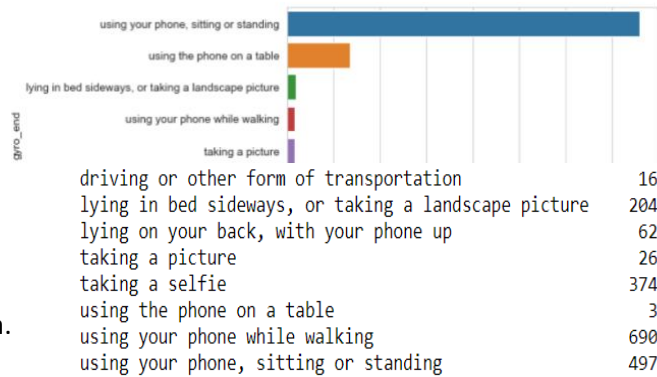 using your phone, sitting or standing
using the phone on a table
lying in bed sideways, or taking a landscape picture
using your phone while walking
taking a picture
gyro_end
driving or other form of transportation 16
lying in bed sideways, or taking a landscape picture 204
lying on your back, with your phone up 62
taking a picture 26
taking a selfie 374
using the phone on a table 3
using your phone while walking 690
using your phone, sitting or standing 497